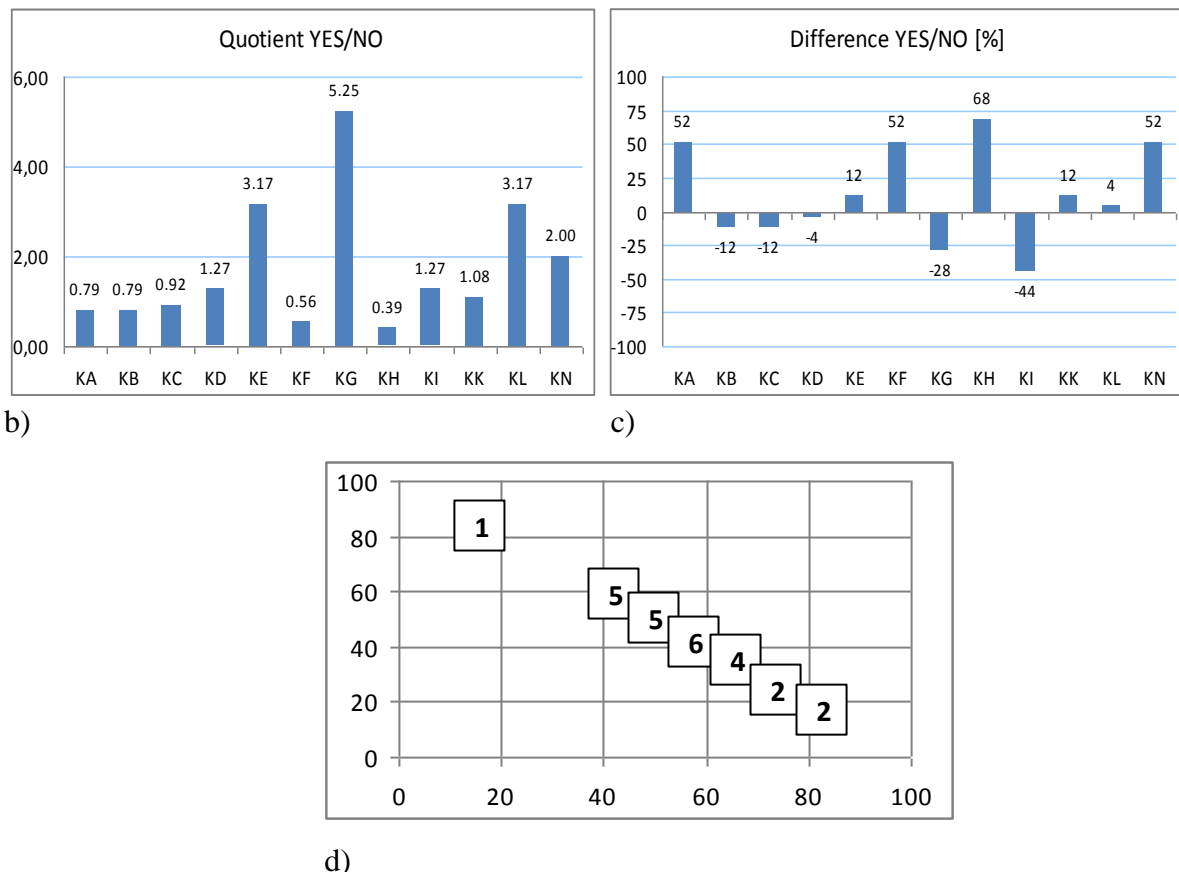 Quotient YES/NO
6,00
4,00
2,00
0,00
0.79 0.79 0.92 1.27 3.17 0.56 5.25 0.39 1.27 1.08 3.17 2.00
KA KB KC KD KE KF KG KH KI KK KL KN
b)
Difference YES/NO [%]
100
75
50
25
0
-25
-50
-75
-100
52 -12 -12 -4 12 52 -28 68 -44 12 4 52
KA KB KC KD KE KF KG KH KI KK KL KN
c)
100
80
60
40
20
0
1
5
5
6
4
2
2
0 20 40 60 80 100
d)